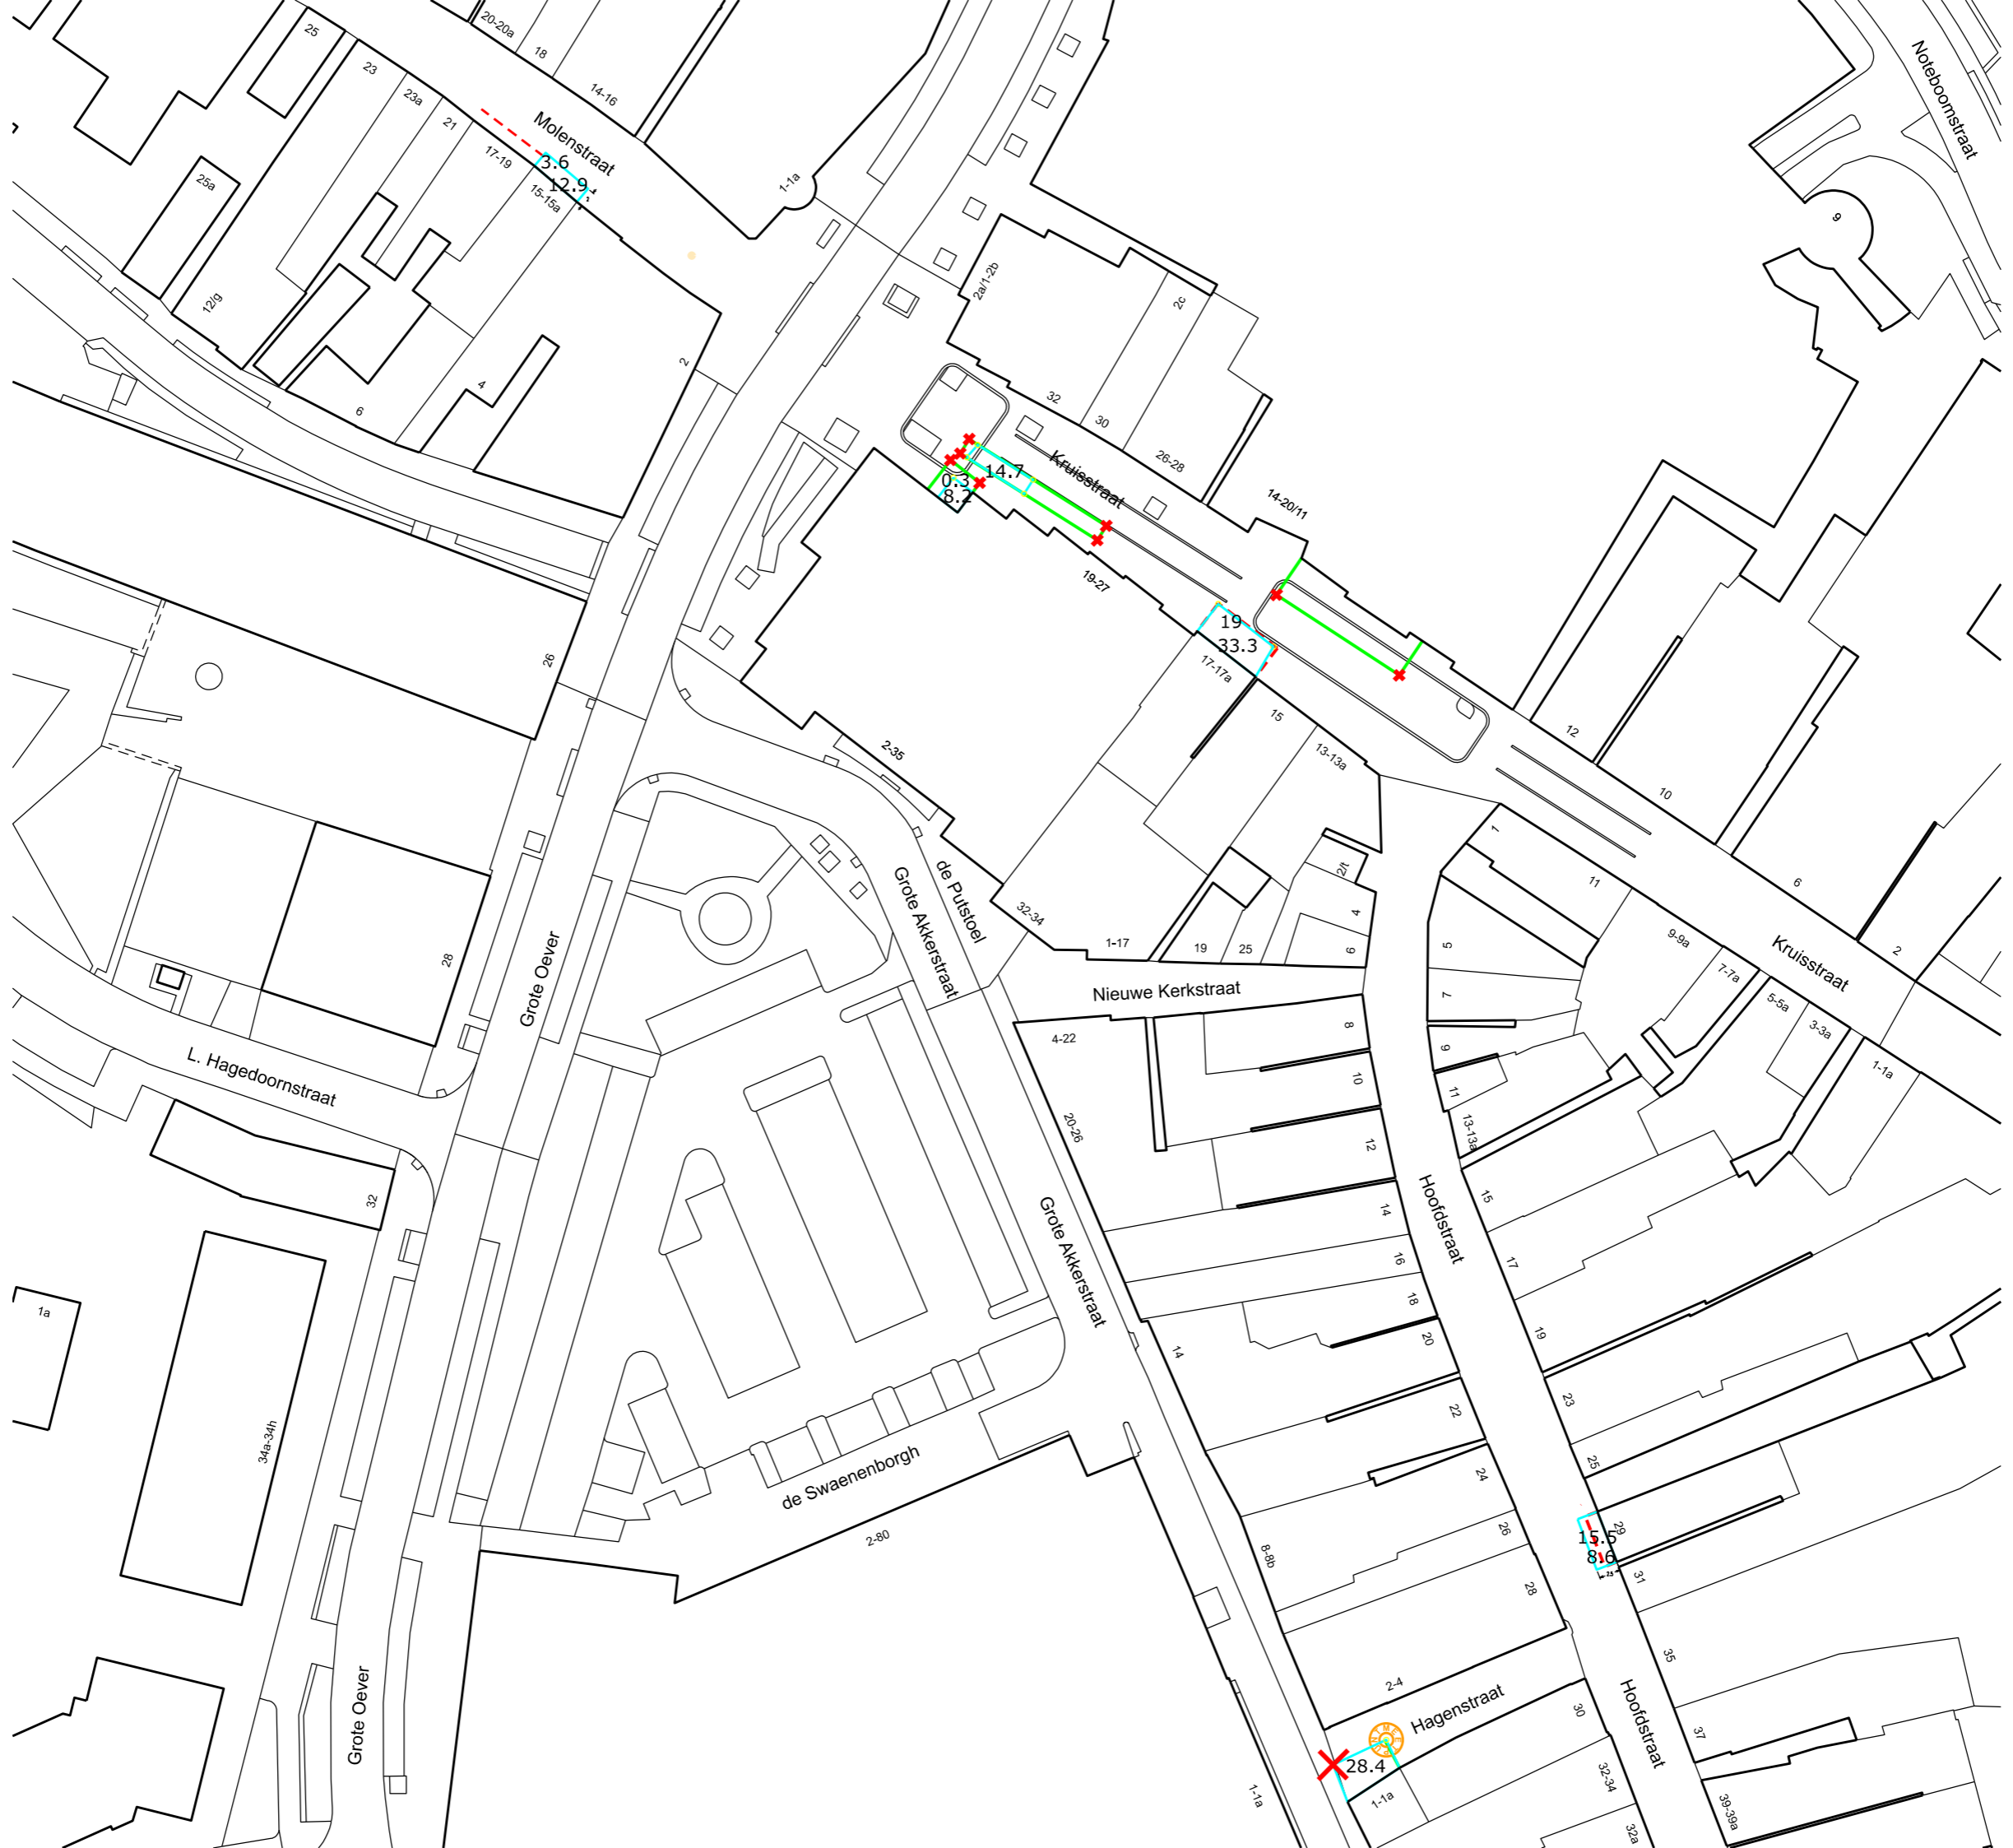 20-20a
18
25
23
23a
21
14-16
Molenstraat
17-19
3.6
12.9
15-15a
25a
12/g
1-1a
Noteboomstraat
9
2a/1-2b
2c
2
4
6
32
30
26-28
Kruisstraat
14.7
0.3
8.2
14-20/11
19-27
19
33.3
17-17a
15
13-13a
12
10
6
2
26
2-35
28
Grote Oever
L. Hagedoornstraat
32
de Putstoel
Grote Akkerstraat
32-34
1-17
19
25
2/t
4
6
1
11
5
7
9
11
13-13a
9-9a
7-7a
5-5a
3-3a
1-1a
Kruisstraat
Nieuwe Kerkstraat
4-22
20-26
8
10
12
14
16
18
20
22
24
26
28
Hoofdstraat
15
17
19
23
25
29
15.5
8.6
31
35
37
39-39a
Grote Akkerstraat
14
8-8b
1a
34a-34h
de Swaenenborgh
2-80
Grote Oever
2-4
Hagenstraat
28.4
1-1a
1-1a
30
32-34
32a
Hoofdstraat